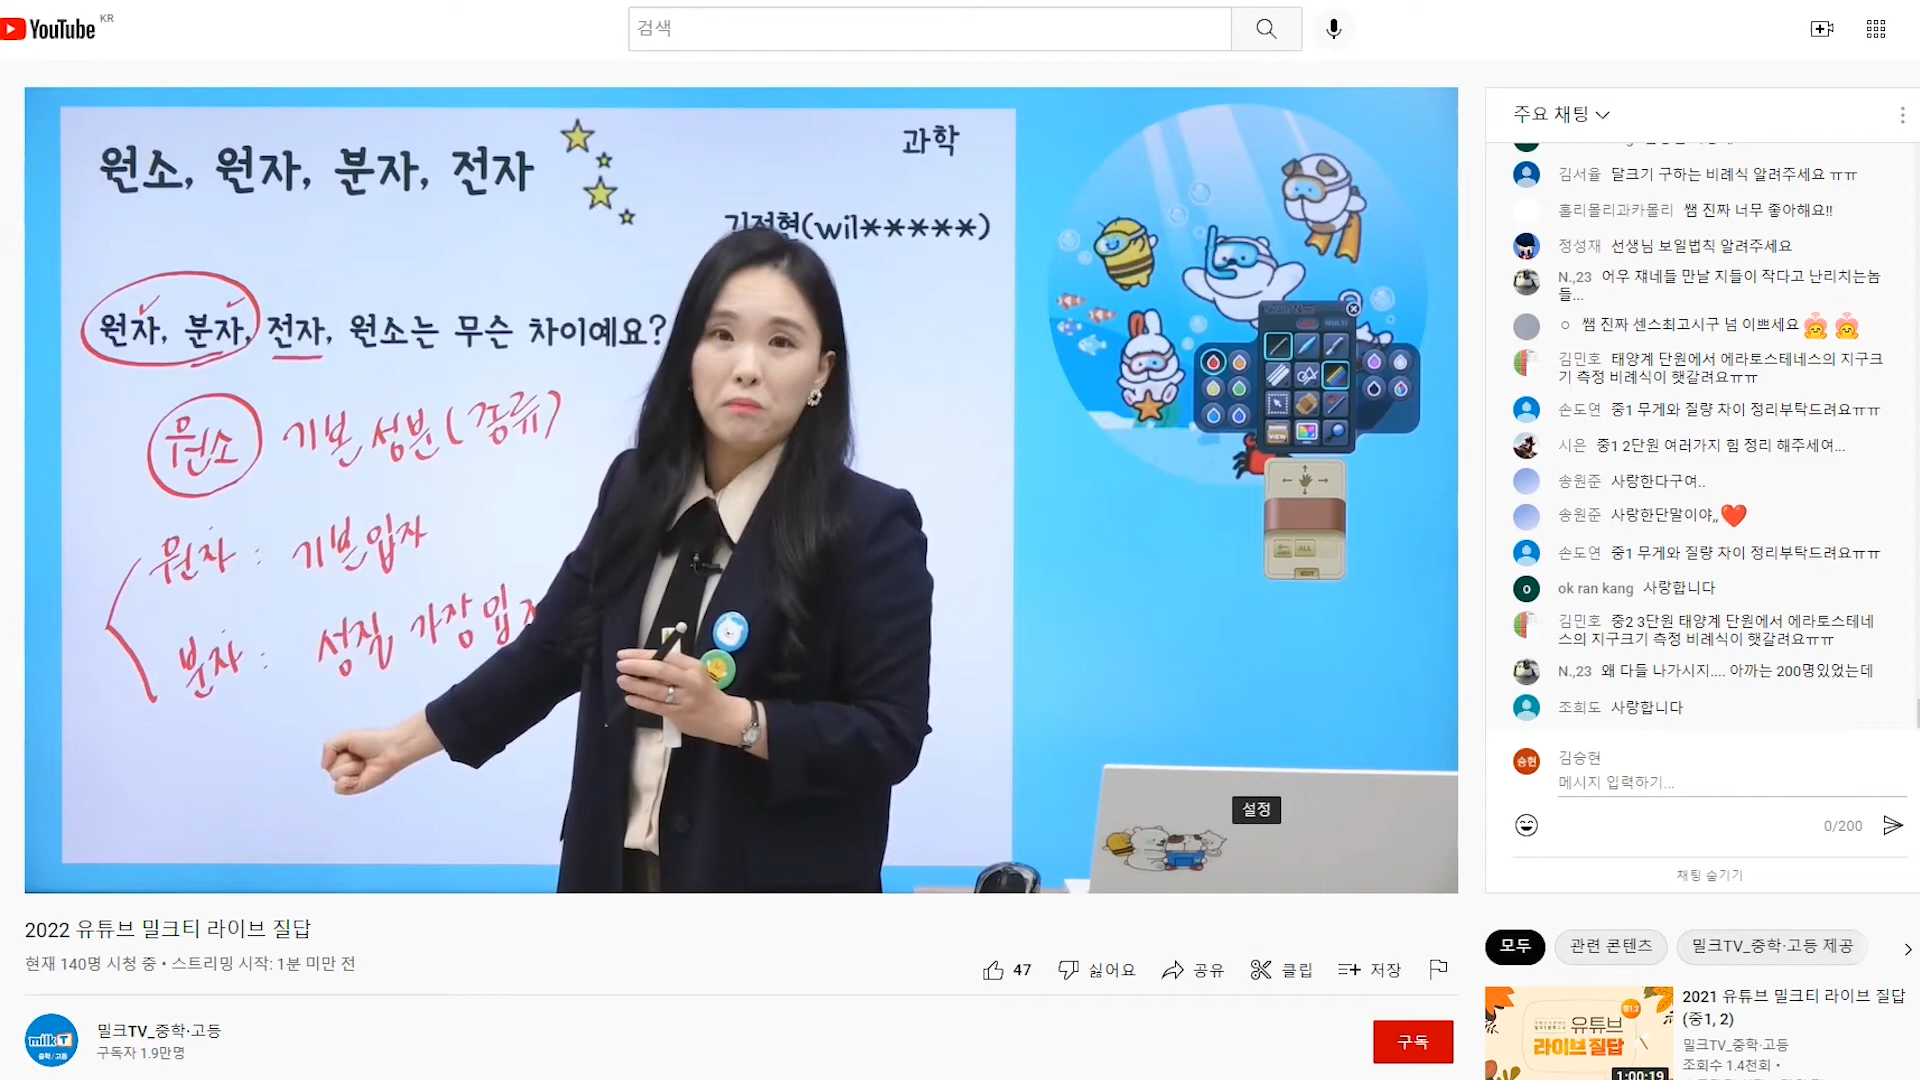 YouTube KR
검색
원소, 원자, 분자, 전자
과학
김정현(wil*****)
원자, 분자, 전자, 원소는 무슨 차이예요?
원소 기본 성분 (종류)
원자 : 기본입자
분자 : 성질 가장 입
MULTI
VIEW
ALL
EXIT
설정
주요 채팅
김서율 달크기 구하는 비례식 알려주세요 ㅠㅠ
홀리몰리과카몰리 쌤 진짜 너무 좋아해요!!
정성재 선생님 보일법칙 알려주세요
N.,23 어우 쟤네들 만날 지들이 작다고 난리치는놈
들...
ㅇ 쌤 진짜 센스최고시구 넘 이쁘세요
김민호 태양계 단원에서 에라토스테네스의 지구크
기 측정 비례식이 햇갈려요ㅠㅠ
손도연 중1 무게와 질량 차이 정리부탁드려요ㅠㅠ
시은 중1 2단원 여러가지 힘 정리 해주세여...
송원준 사랑한다구여..
송원준 사랑한단말이야,,❤️
손도연 중1 무게와 질량 차이 정리부탁드려요ㅠㅠ
o ok ran kang 사랑합니다
김민호 중2 3단원 태양계 단원에서 에라토스테네
스의 지구크기 측정 비례식이 햇갈려요ㅠㅠ
N.,23 왜 다들 나가시지.... 아까는 200명있었는데
조희도 사랑합니다
승현 김승현
메시지 입력하기...
0/200
채팅 숨기기
2022 유튜브 밀크티 라이브 질답
현재 140명 시청 중 • 스트리밍 시작: 1분 미만 전
47 싫어요 공유 클립 저장
milkT 중학/고등
밀크TV_중학·고등
구독자 1.9만명
구독
모두 관련 콘텐츠 밀크TV_중학·고등 제공
유튜브
라이브 질답
중1,2
1:00:19
2021 유튜브 밀크티 라이브 질답
(중1, 2)
밀크TV_중학·고등
조회수 1.4천회 •